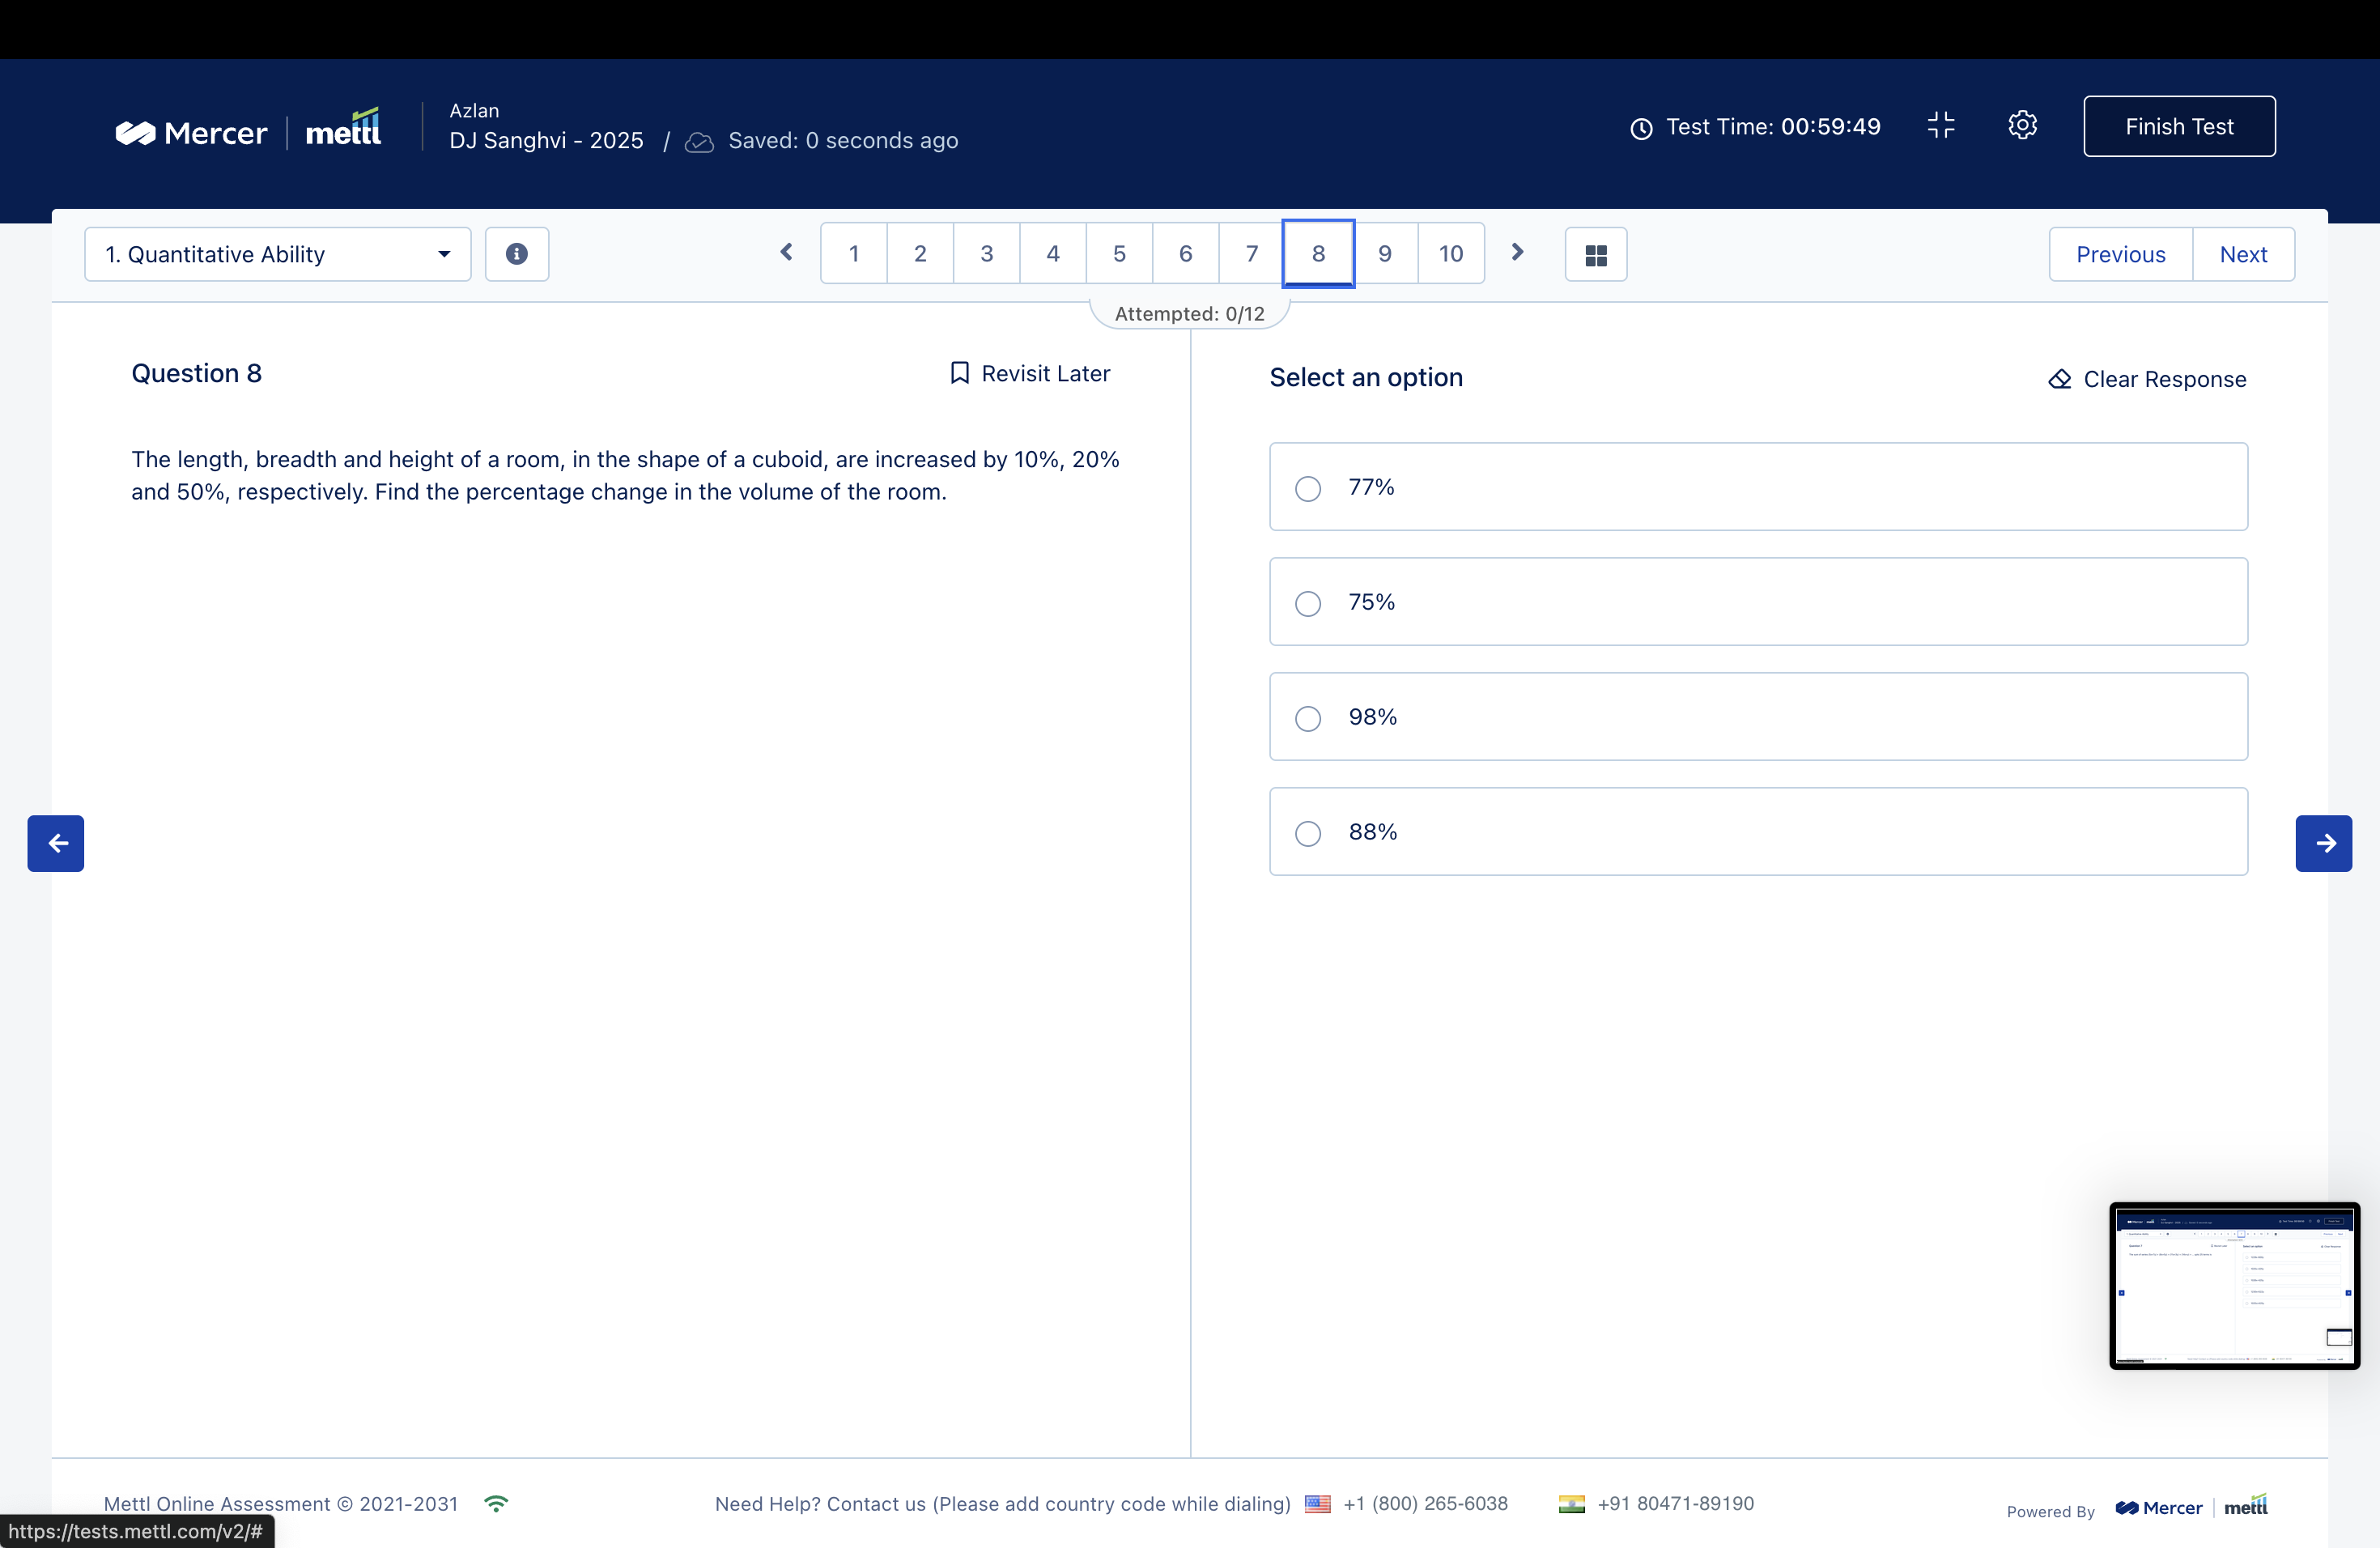 Mercer | mettl
Azlan
DJ Sanghvi - 2025 / Saved: 0 seconds ago
Test Time: 00:59:49
Finish Test
1. Quantitative Ability
1 2 3 4 5 6 7 8 9 10
Previous Next
Attempted: 0/12
Question 8
Revisit Later
The length, breadth and height of a room, in the shape of a cuboid, are increased by 10%, 20%
and 50%, respectively. Find the percentage change in the volume of the room.
Select an option
Clear Response
77%
75%
98%
88%
Mettl Online Assessment © 2021-2031
Need Help? Contact us (Please add country code while dialing) +1 (800) 265-6038 +91 80471-89190
Powered By Mercer | mettl
https://tests.mettl.com/v2/#